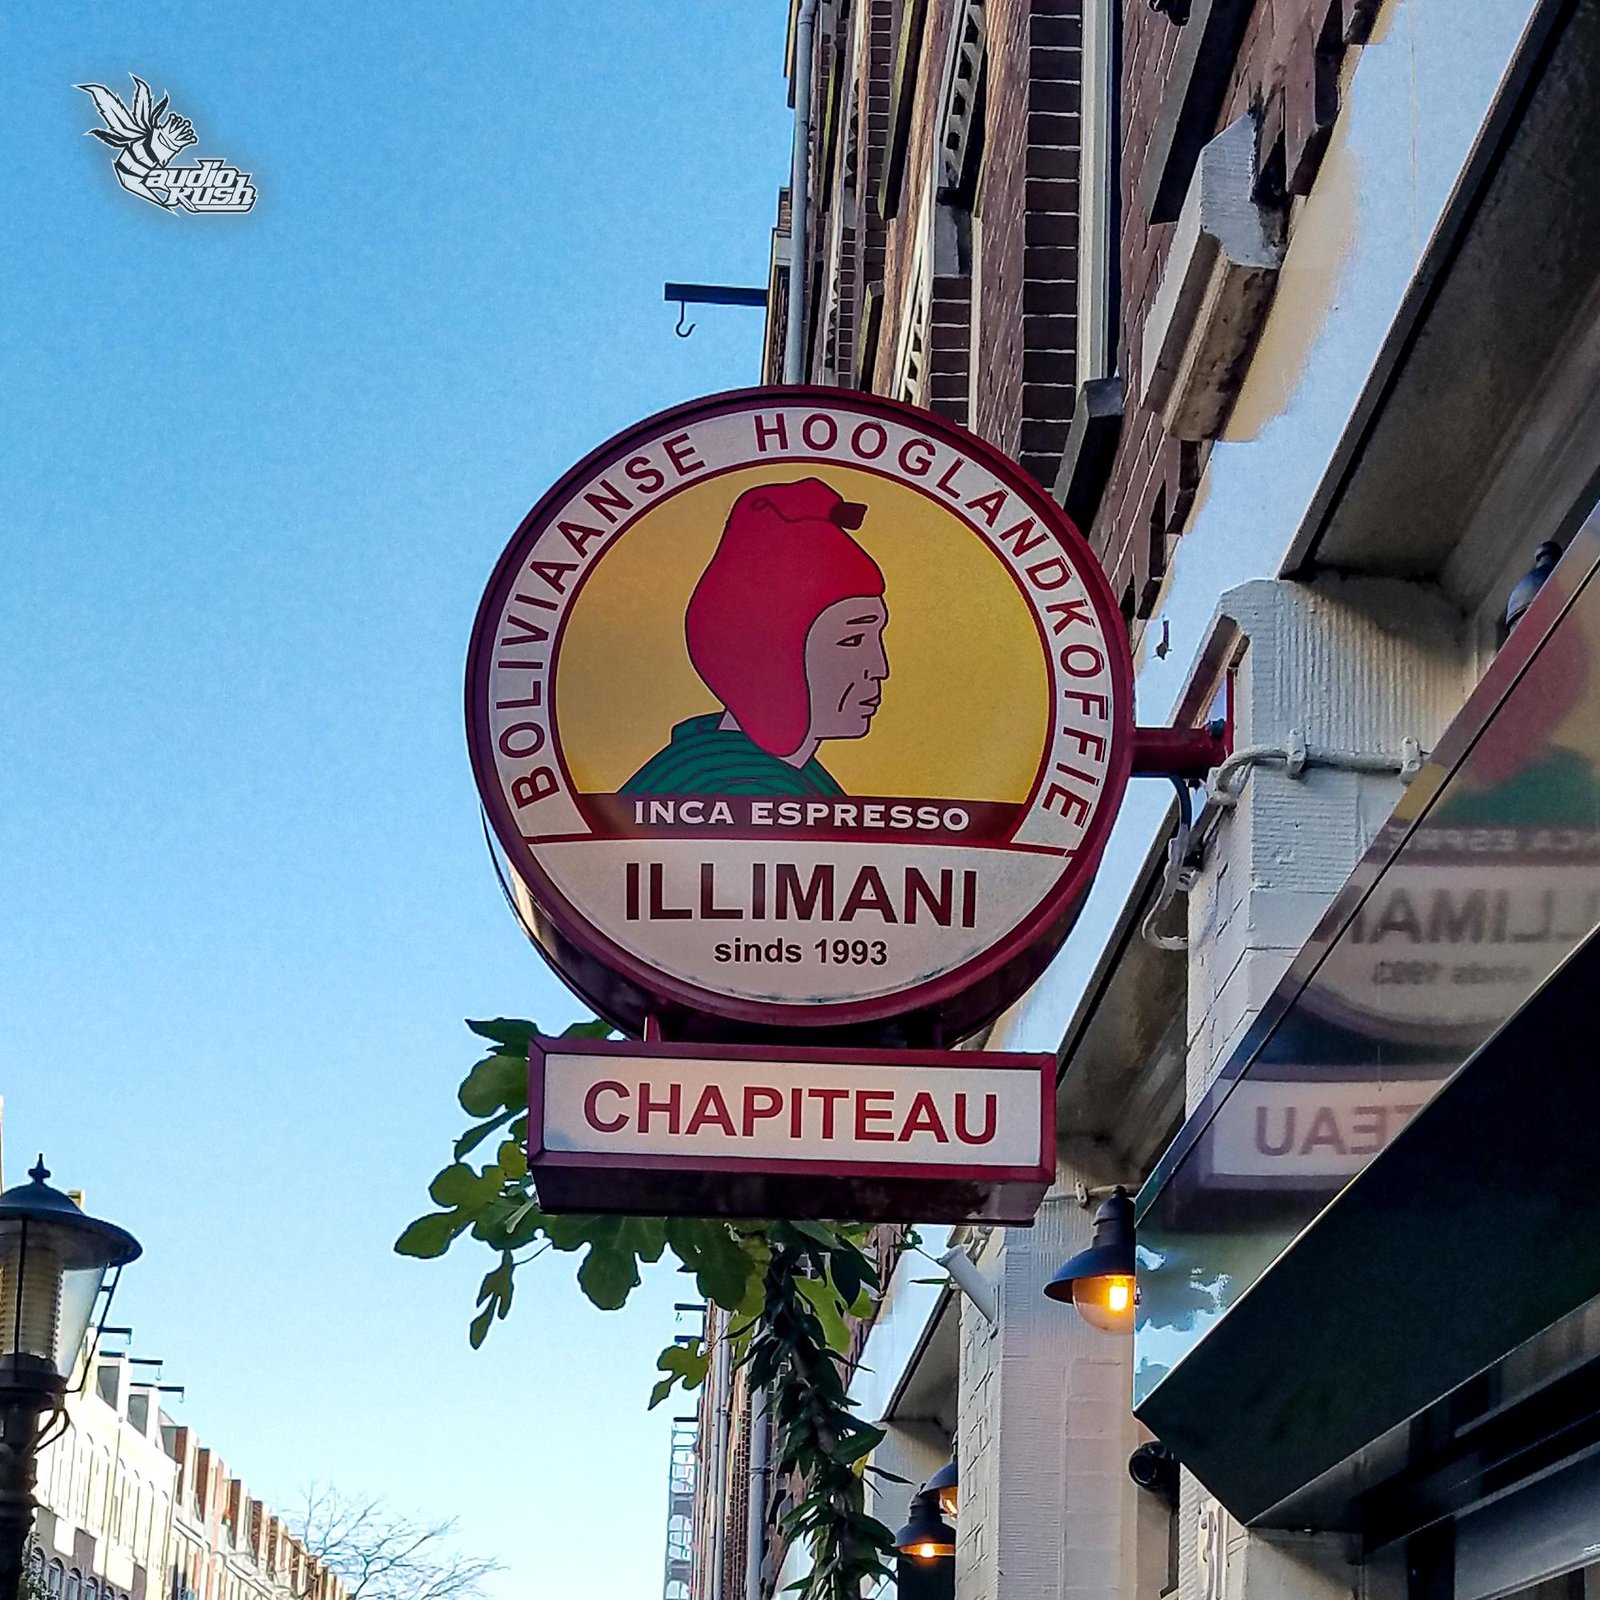 audio
kush
BOLIVIAANSE HOOGLANDKOFFIE
INCA ESPRESSO
ILLIMANI
sinds 1993
CHAPITEAU